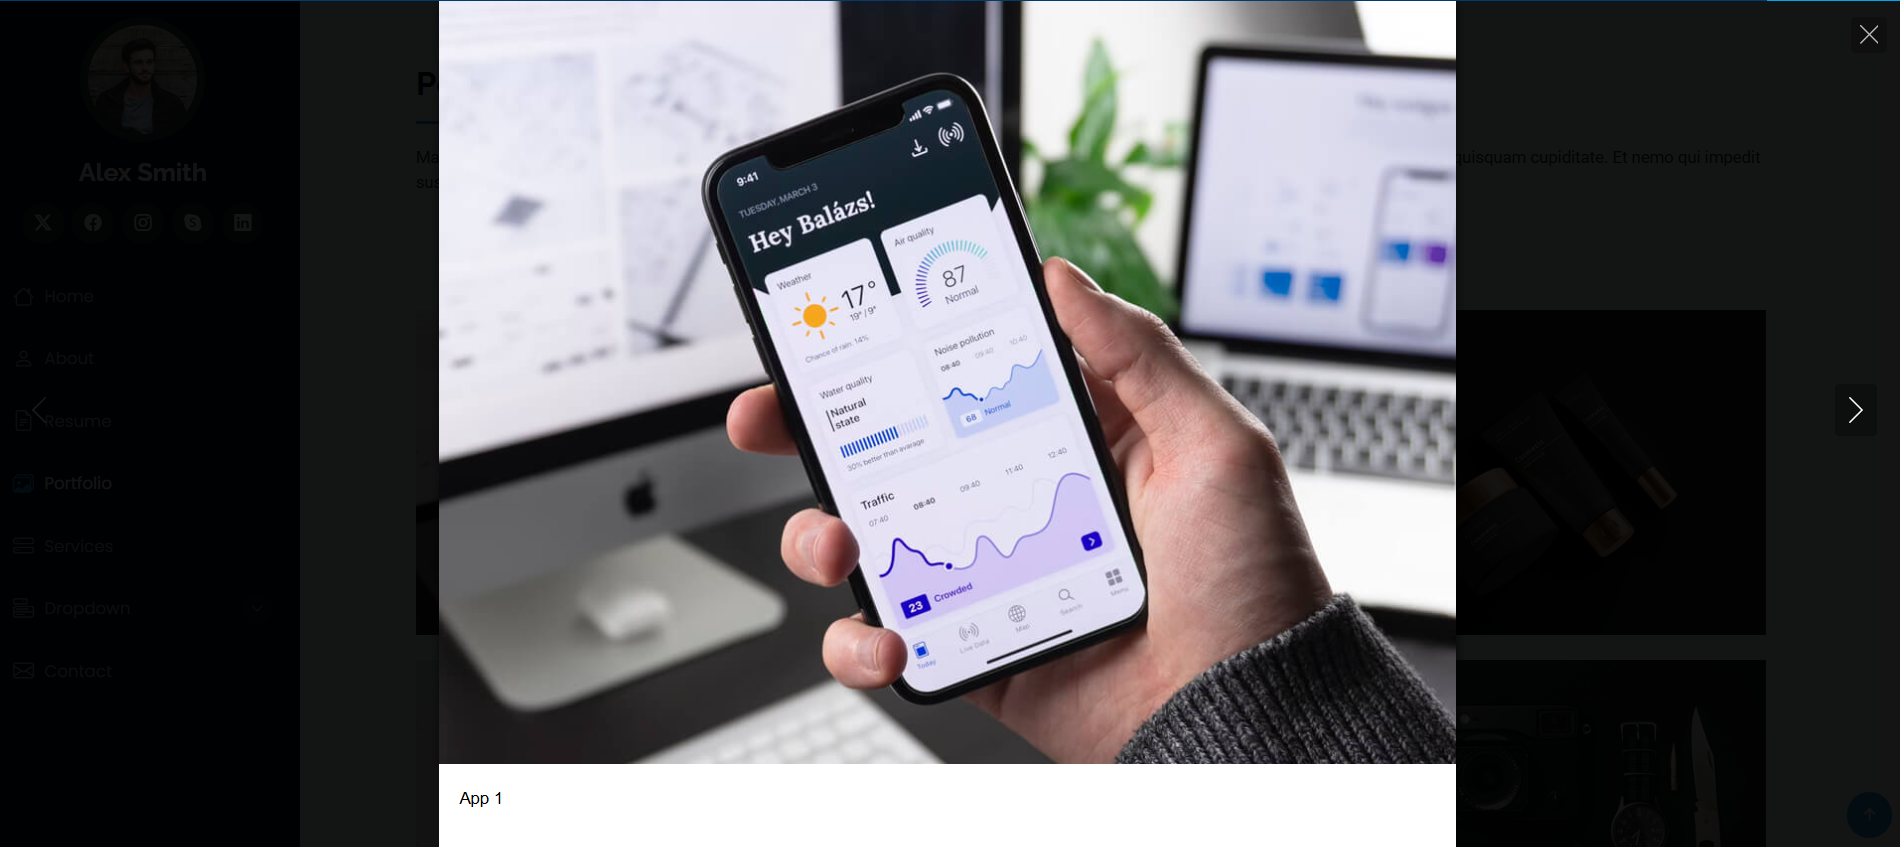 Alex Smith
Home
About
Resume
Portfolio
Services
Dropdown
Contact
quisquam cupiditate. Et nemo qui impedit
9:41
TUESDAY, MARCH 3
Hey Balázs!
Weather
17°
19° / 9°
Chance of rain: 14%
Air quality
87
Normal
Water quality
Natural
state
30% better than avarage
Noise pollution
08:40 09:40 10:40
68 Normal
Traffic
07:40 08:40 09:40 11:40 12:40
23 Crowded
Today
Live Data
Map
Search
Menu
App 1